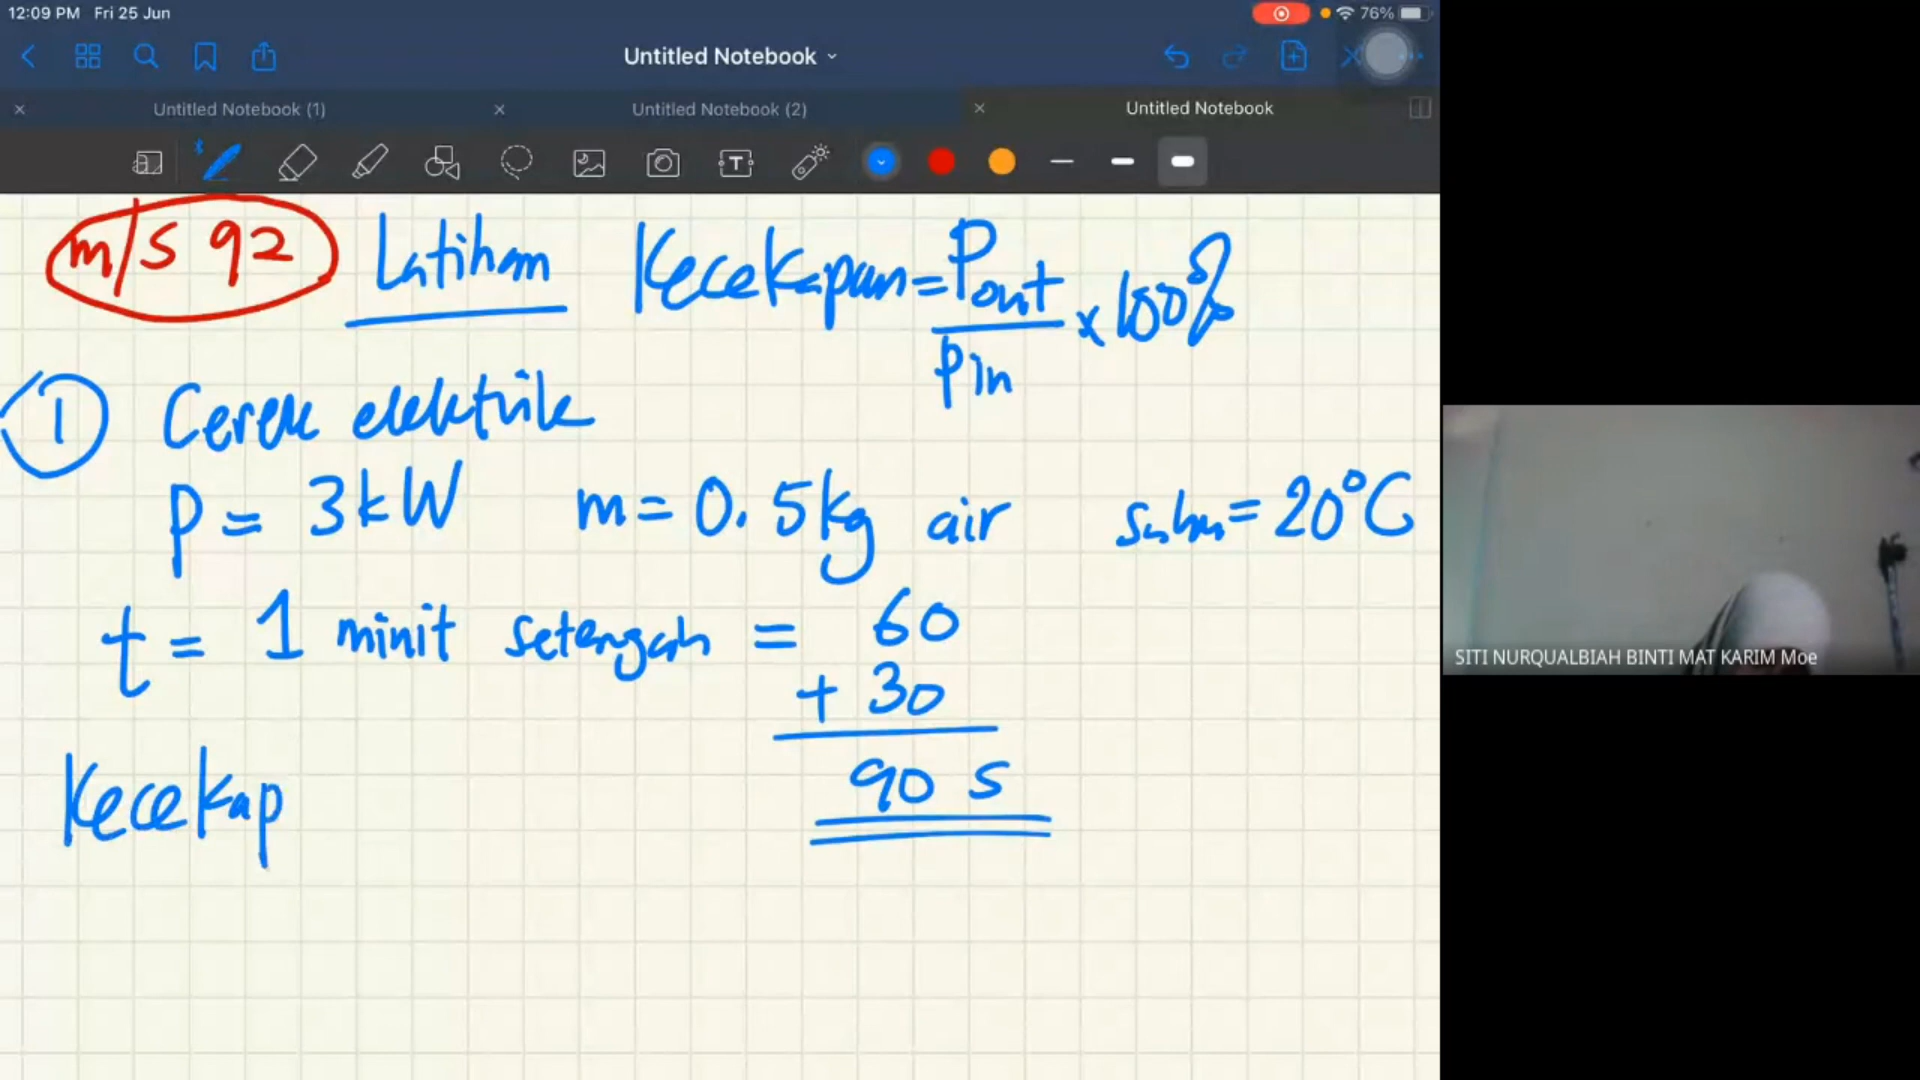 12:09 PM Fri 25 Jun
76%
Untitled Notebook
Untitled Notebook (1)
Untitled Notebook (2)
Untitled Notebook
m/s 92 Latihan Kecekapan = Pout/Pin x 100%
1 Cerek elektrik
P = 3kW m = 0.5kg air suhu = 20°C
t = 1 minit setengah = 60
+ 30
90 s
Kecekap
SITI NURQUALBIAH BINTI MAT KARIM Moe